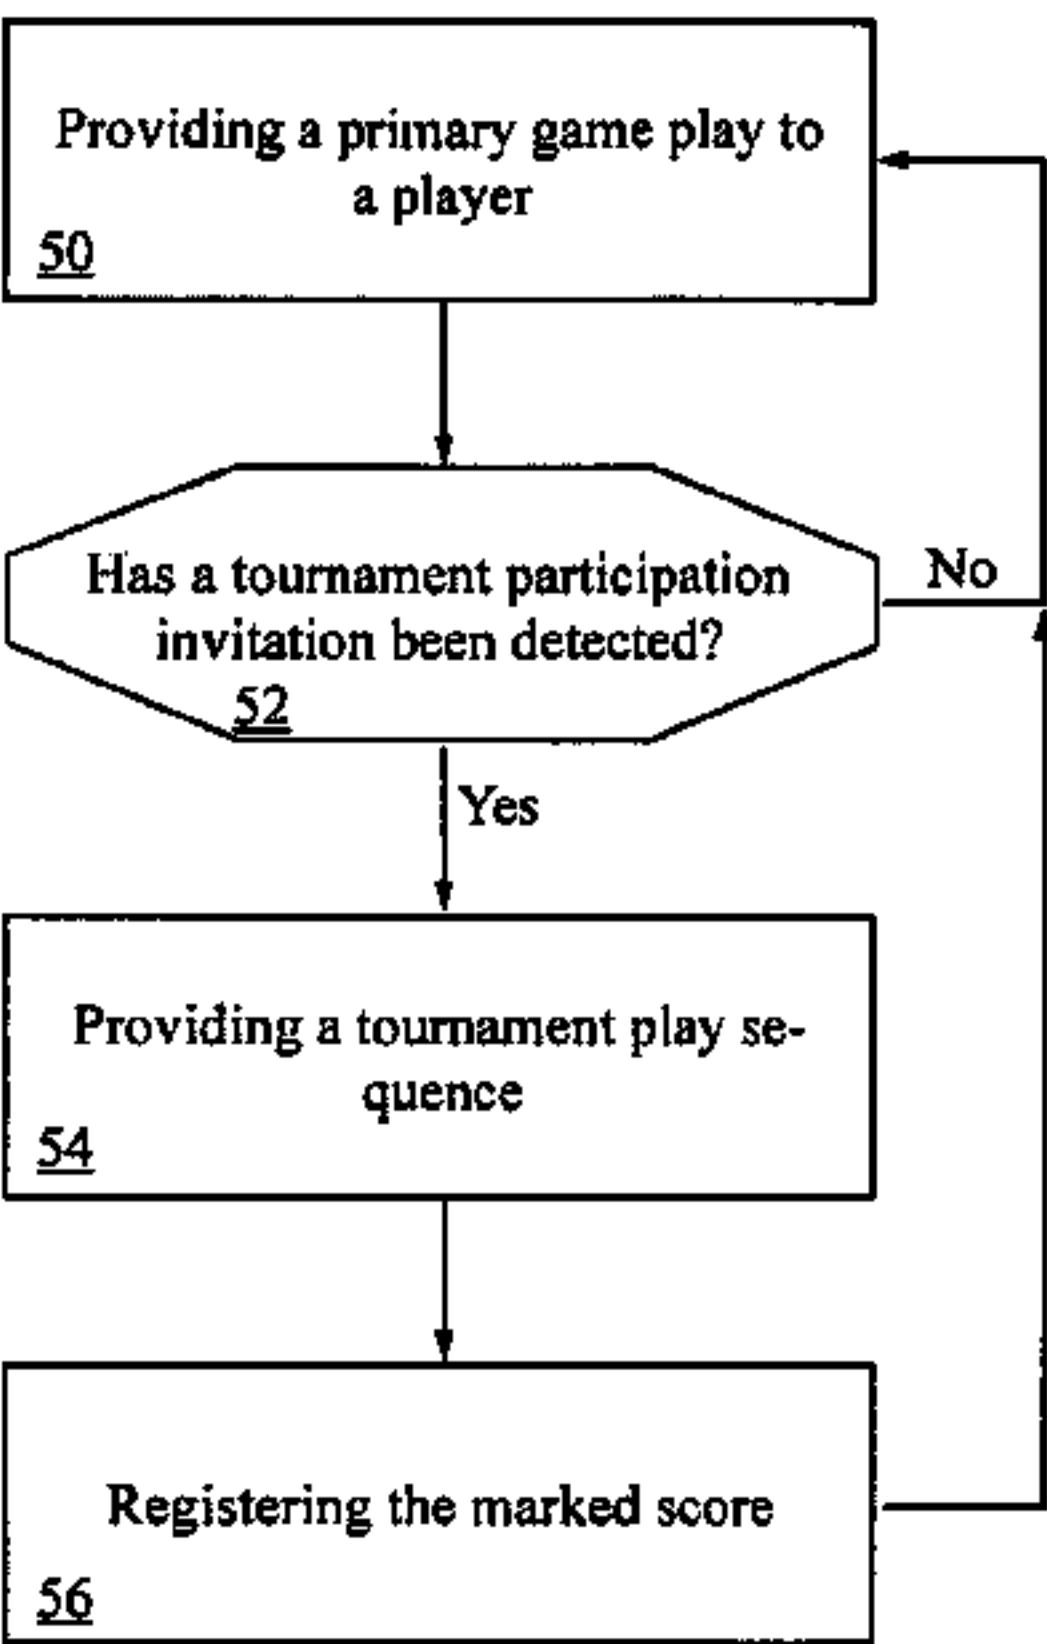 Providing a primary game play to
a player
50
Has a tournament participation
invitation been detected?
52
No
Yes
Providing a tournament play se-
quence
54
Registering the marked score
56